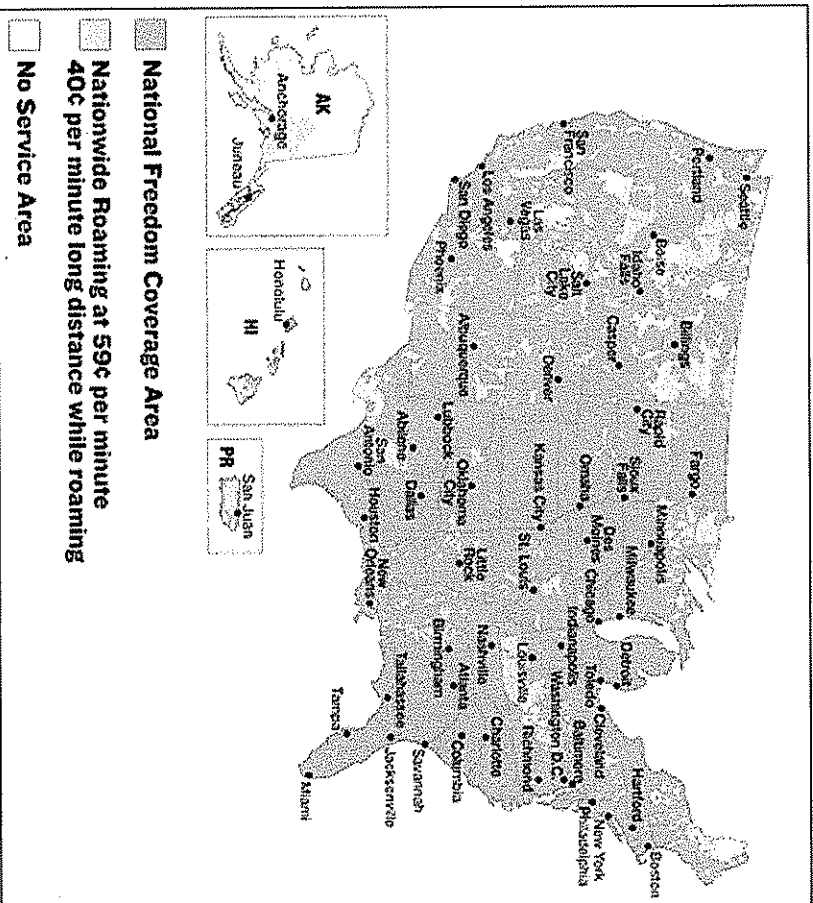 Seattle
Portland
San
Francisco
Boise
Idaho
Falls
Billings
Casper
Salt
Lake
City
Las
Vegas
Los Angeles
San Diego
Phoenix
Albuquerque
Denver
Rapid
City
Fargo
Sioux
Falls
Minneapolis
Omaha
Des
Moines
Milwaukee
Chicago
Kansas City
St. Louis
Lubbock
Oklahoma
City
Abilene
Dallas
San
Antonio
Houston
Little
Rock
New
Orleans
Detroit
Toledo
Cleveland
Indianapolis
Louisville
Nashville
Birmingham
Atlanta
Washington D.C.
Baltimore
Richmond
Charlotte
Columbia
Savannah
Tallahassee
Jacksonville
Tampa
Miami
Hartford
Boston
New York
Philadelphia
AK
Anchorage
Juneau
Honolulu
HI
San Juan
PR
National Freedom Coverage Area
Nationwide Roaming at 59¢ per minute
40¢ per minute long distance while roaming
No Service Area